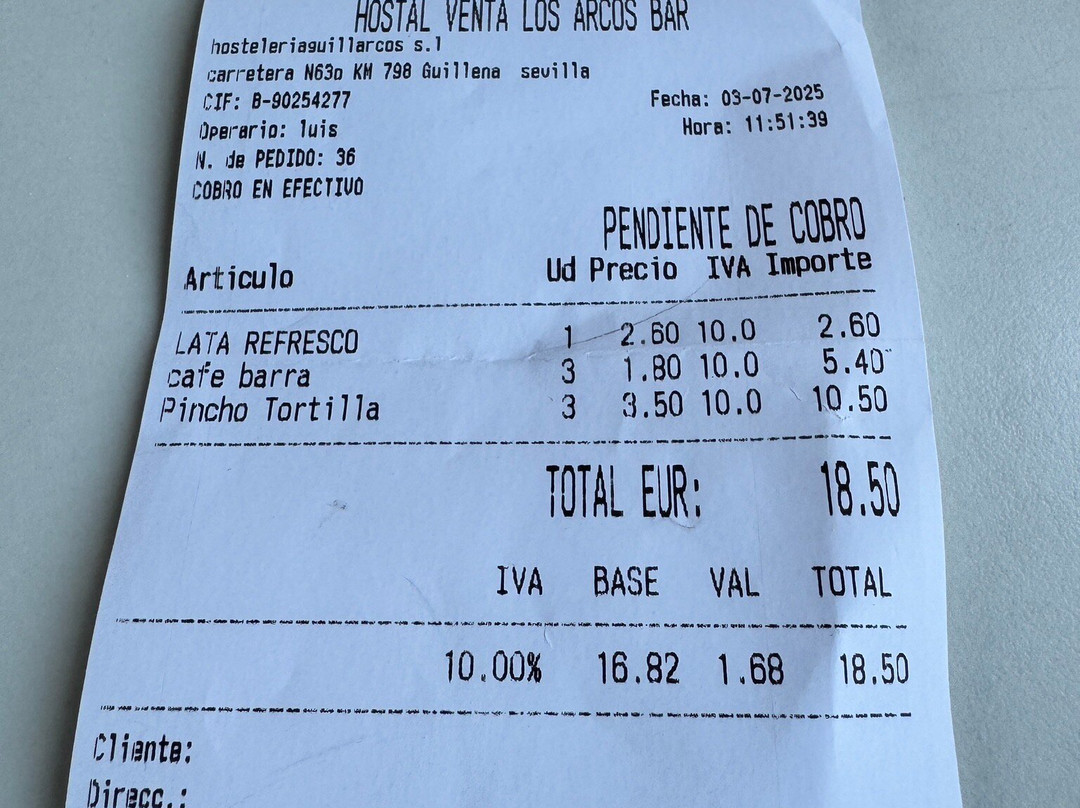 HOSTAL VENTA LOS ARCOS BAR
hosteleriaguillarcos s.l
carretera N630 KM 798 Guillena sevilla
CIF: B-90254277
Fecha: 03-07-2025
Operario: luis
Hora: 11:51:39
N. de PEDIDO: 36
COBRO EN EFECTIVO
PENDIENTE DE COBRO
Articulo Ud Precio IVA Importe
LATA REFRESCO 1 2.60 10.0 2.60
cafe barra 3 1.80 10.0 5.40
Pincho Tortilla 3 3.50 10.0 10.50
TOTAL EUR: 18.50
IVA BASE VAL TOTAL
10.00% 16.82 1.68 18.50
Cliente:
Direcc.: